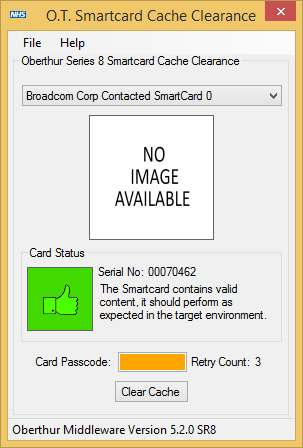 NHS O.T. Smartcard Cache Clearance
File Help
Oberthur Series 8 Smartcard Cache Clearance
Broadcom Corp Contacted SmartCard 0
NO
IMAGE
AVAILABLE
Card Status
Serial No: 00070462
The Smartcard contains valid
content, it should perform as
expected in the target environment.
Card Passcode: Retry Count: 3
Clear Cache
Oberthur Middleware Version 5.2.0 SR8